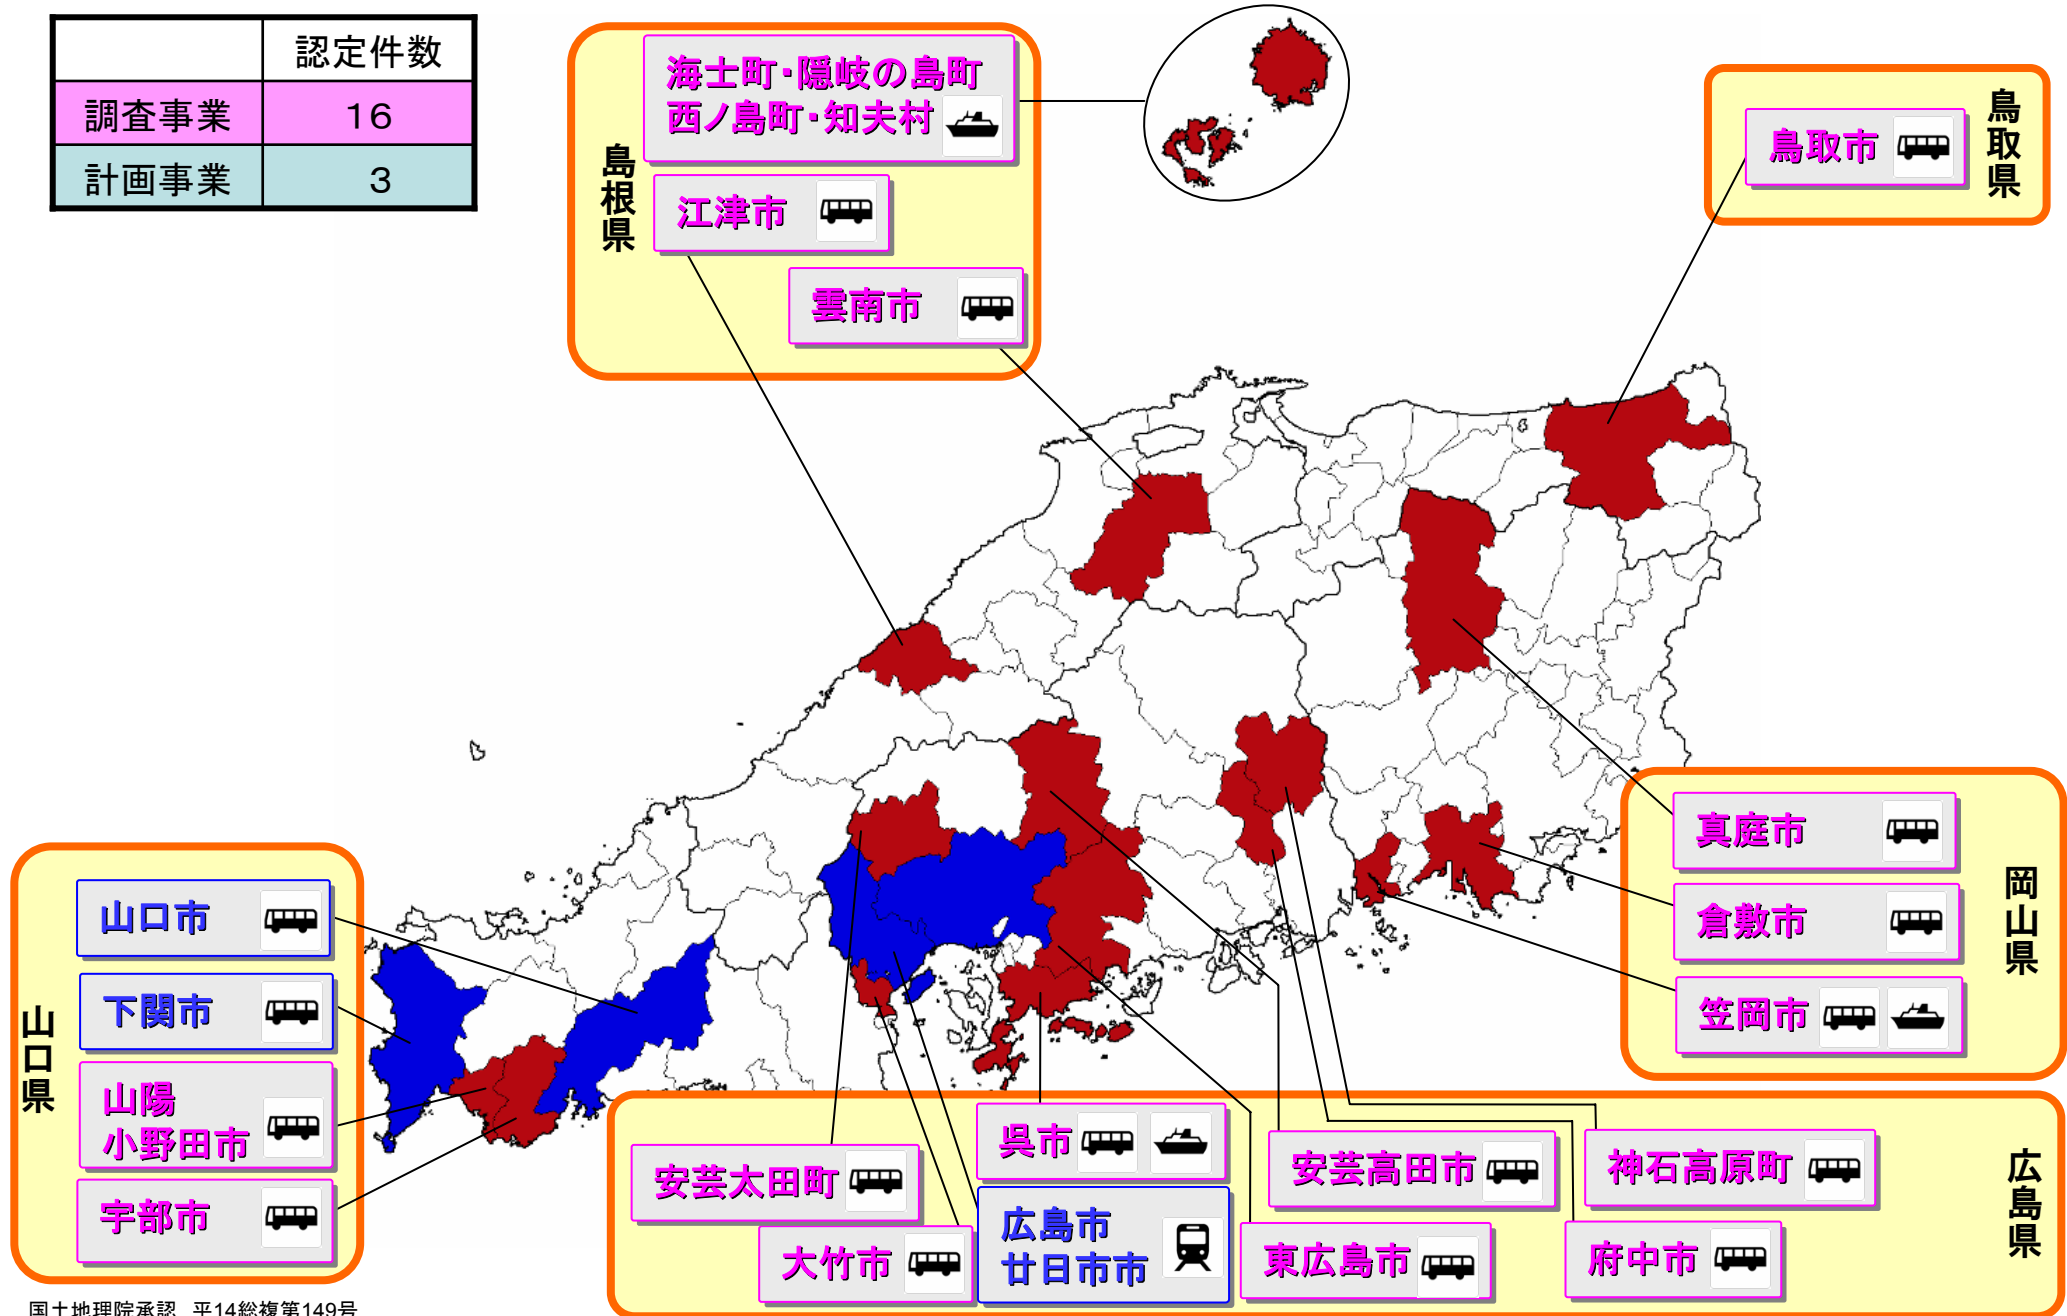 認定件数
調査事業 16
計画事業 3
島根県
海士町・隠岐の島町
西ノ島町・知夫村
江津市
雲南市
鳥取県
鳥取市
岡山県
真庭市
倉敷市
笠岡市
山口県
山口市
下関市
山陽
小野田市
宇部市
広島県
安芸太田町
大竹市
呉市
広島市
廿日市市
安芸高田市
東広島市
神石高原町
府中市
国土地理院承認 平14総複第149号